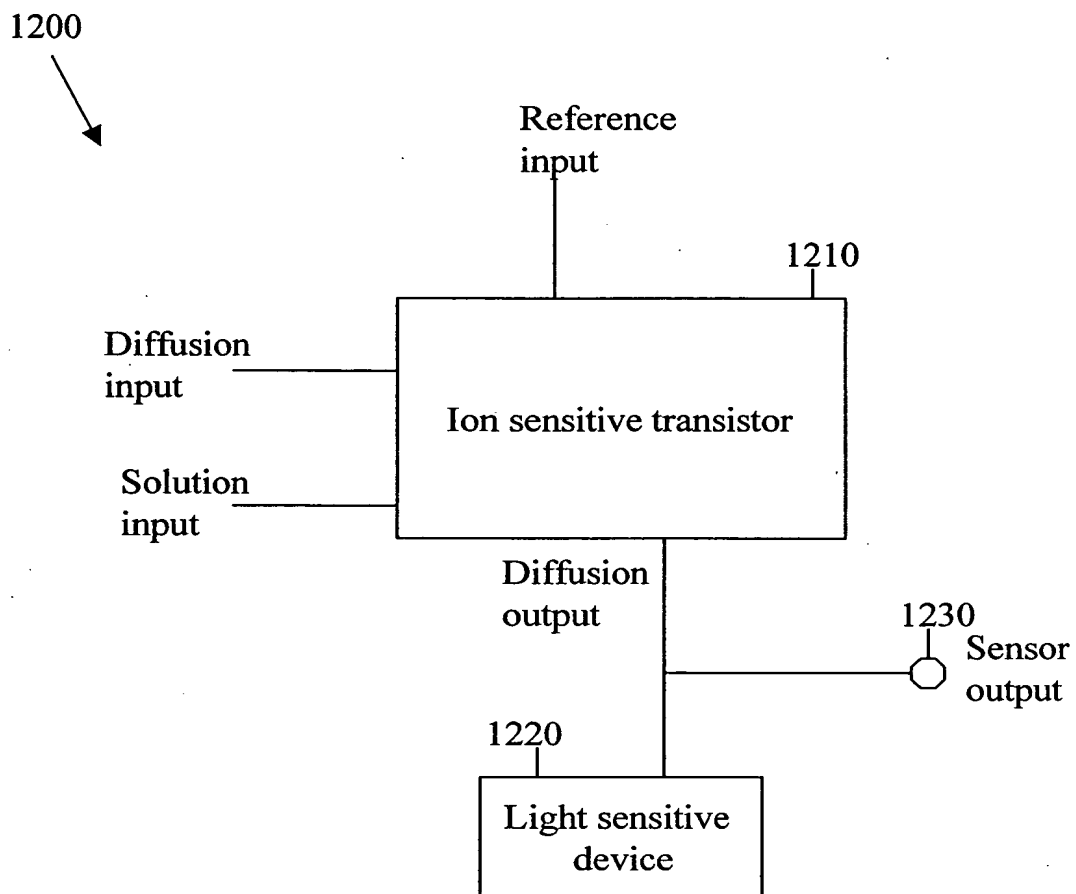 1200
Reference
input
1210
Diffusion
input
Ion sensitive transistor
Solution
input
Diffusion
output
1230
Sensor
output
1220
Light sensitive
device